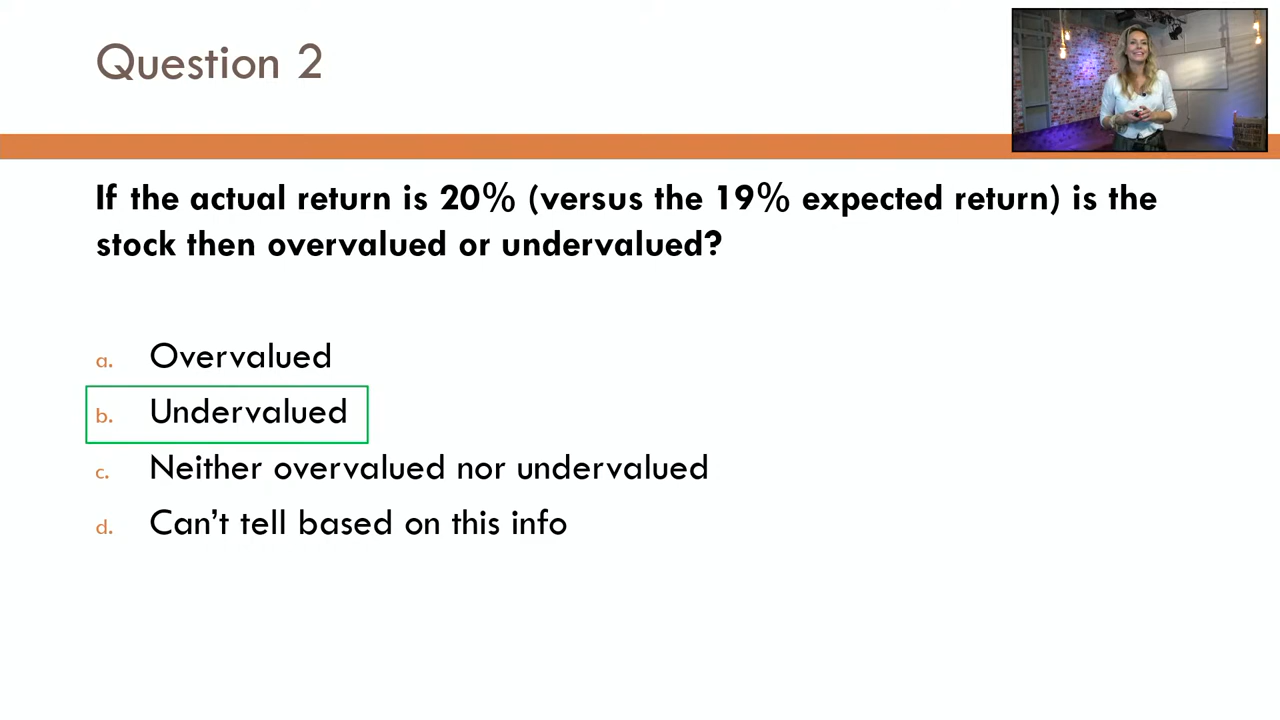 Question 2
If the actual return is 20% (versus the 19% expected return) is the
stock then overvalued or undervalued?
a. Overvalued
b. Undervalued
c. Neither overvalued nor undervalued
d. Can't tell based on this info